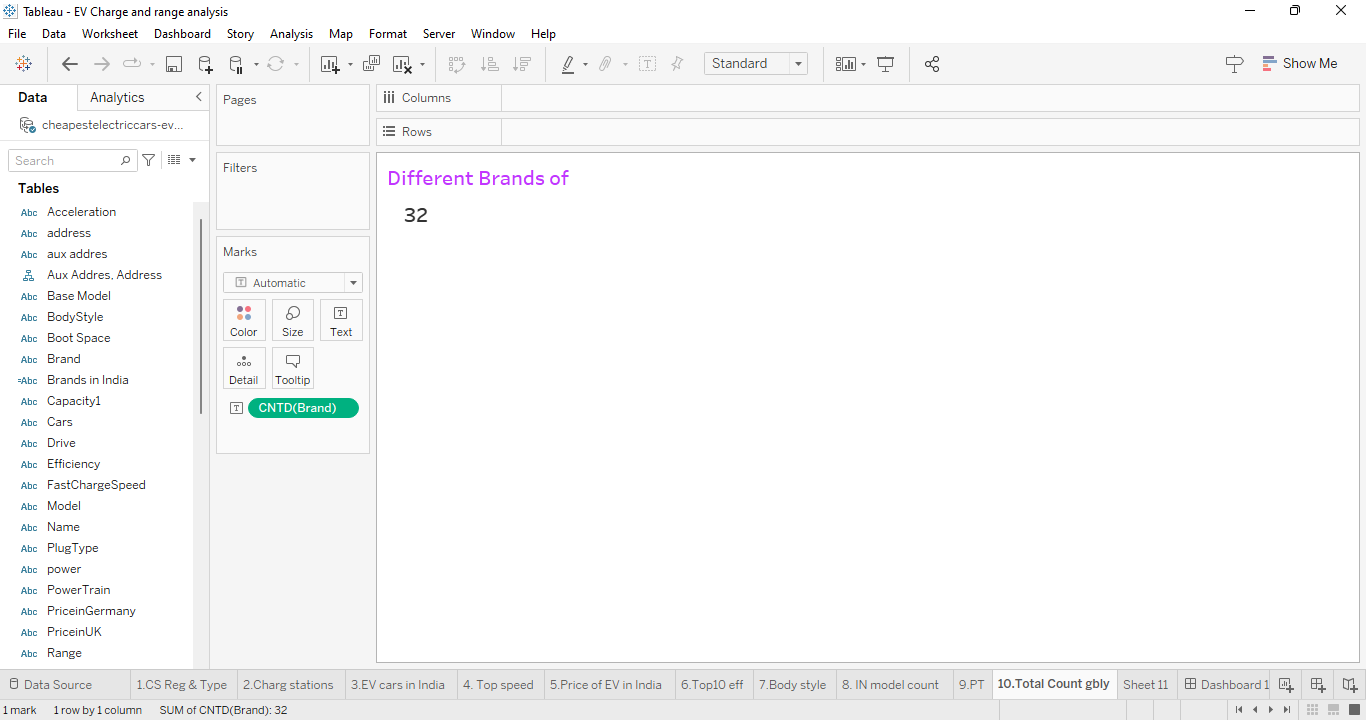 Tableau - EV Charge and range analysis
File Data Worksheet Dashboard Story Analysis Map Format Server Window Help
Standard
Show Me
Data Analytics
cheapestelectriccars-ev...
Search
Tables
Abc Acceleration
Abc address
Abc aux addres
Aux Addres, Address
Abc Base Model
Abc BodyStyle
Abc Boot Space
Abc Brand
=Abc Brands in India
Abc Capacity1
Abc Cars
Abc Drive
Abc Efficiency
Abc FastChargeSpeed
Abc Model
Abc Name
Abc PlugType
Abc power
Abc PowerTrain
Abc PriceinGermany
Abc PriceinUK
Abc Range
Pages
Filters
Marks
T Automatic
Color Size T Text
Detail Tooltip
T CNTD(Brand)
Columns
Rows
Different Brands of
32
Data Source 1.CS Reg & Type 2.Charg stations 3.EV cars in India 4. Top speed 5.Price of EV in India 6.Top10 eff 7.Body style 8. IN model count 9.PT 10.Total Count gbly Sheet 11 Dashboard 1
1 mark 1 row by 1 column SUM of CNTD(Brand): 32